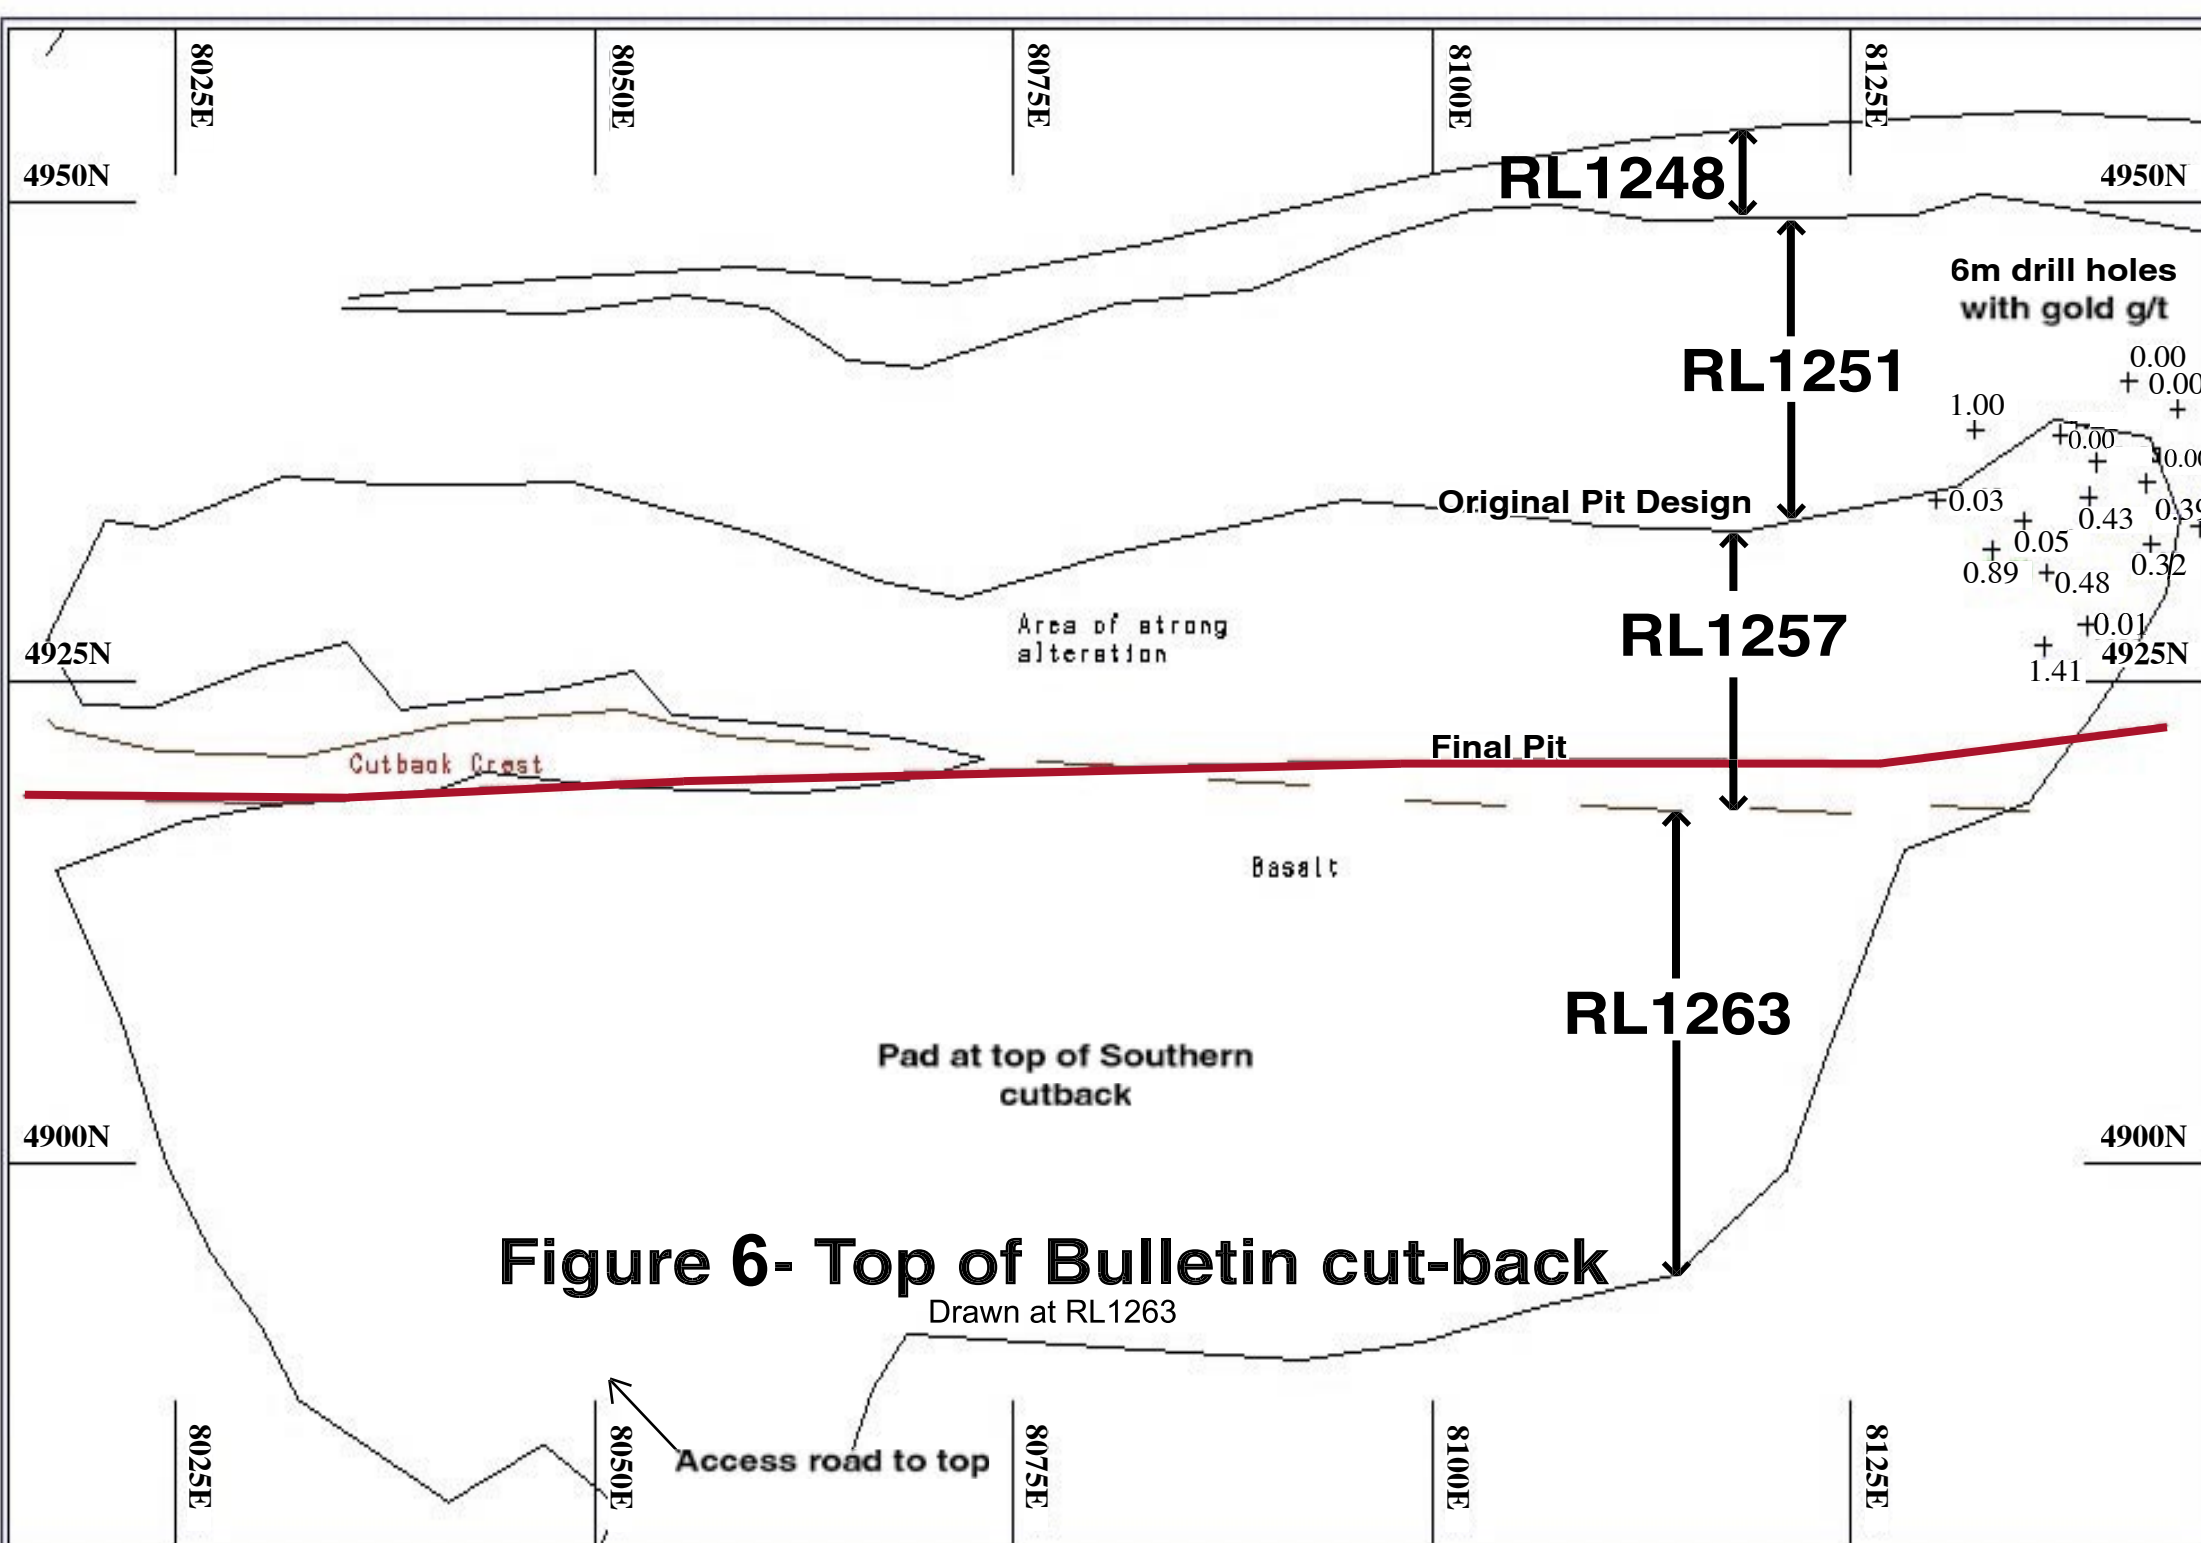 8025E
8050E
8075E
8100E
8125E
4950N
RL1248
4950N
6m drill holes
with gold g/t
RL1251
0.00
0.00
1.00
0.00
Original Pit Design
0.03
0.43
0.05
0.89
0.48
0.32
Area of strong
alteration
RL1257
0.01
4925N
4925N
1.41
Cutback Crest
Final Pit
Basalt
RL1263
Pad at top of Southern
cutback
4900N
4900N
Figure 6- Top of Bulletin cut-back
Drawn at RL1263
Access road to top
8025E
8050E
8075E
8100E
8125E